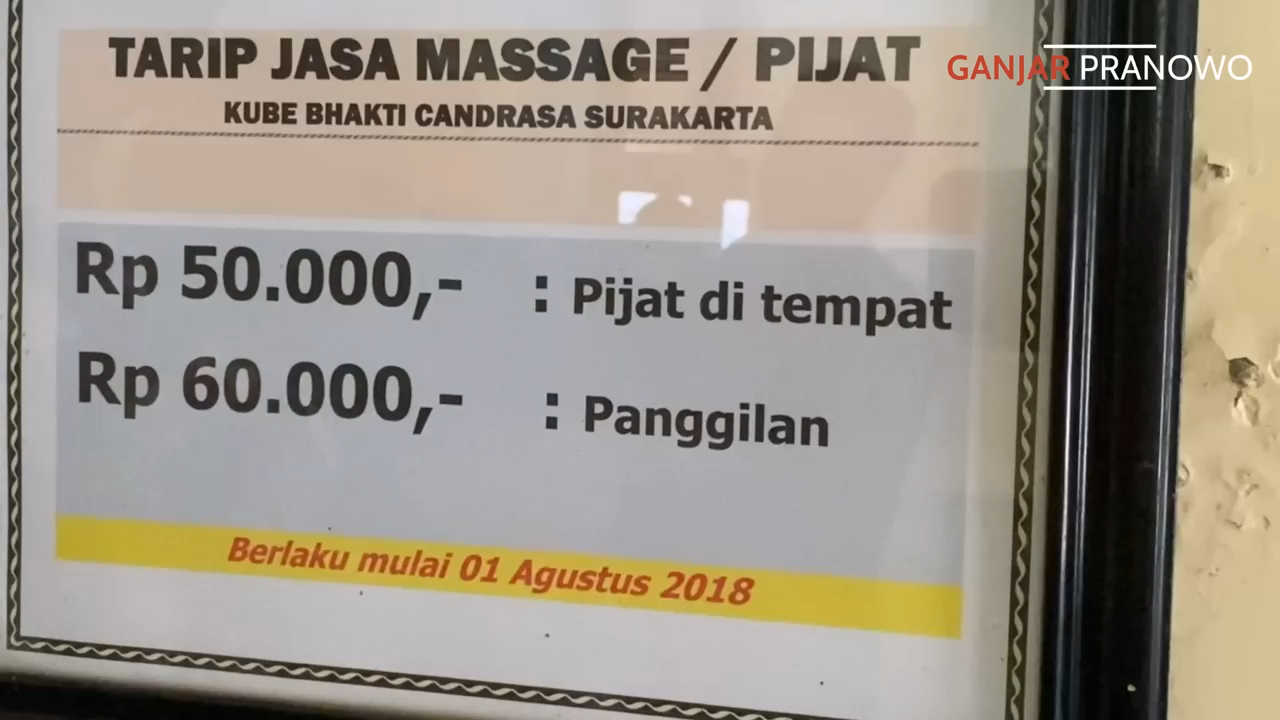 TARIP JASA MASSAGE / PIJAT
GANJAR PRANOWO
KUBE BHAKTI CANDRASA SURAKARTA
Rp 50.000,- : Pijat di tempat
Rp 60.000,- : Panggilan
Berlaku mulai 01 Agustus 2018